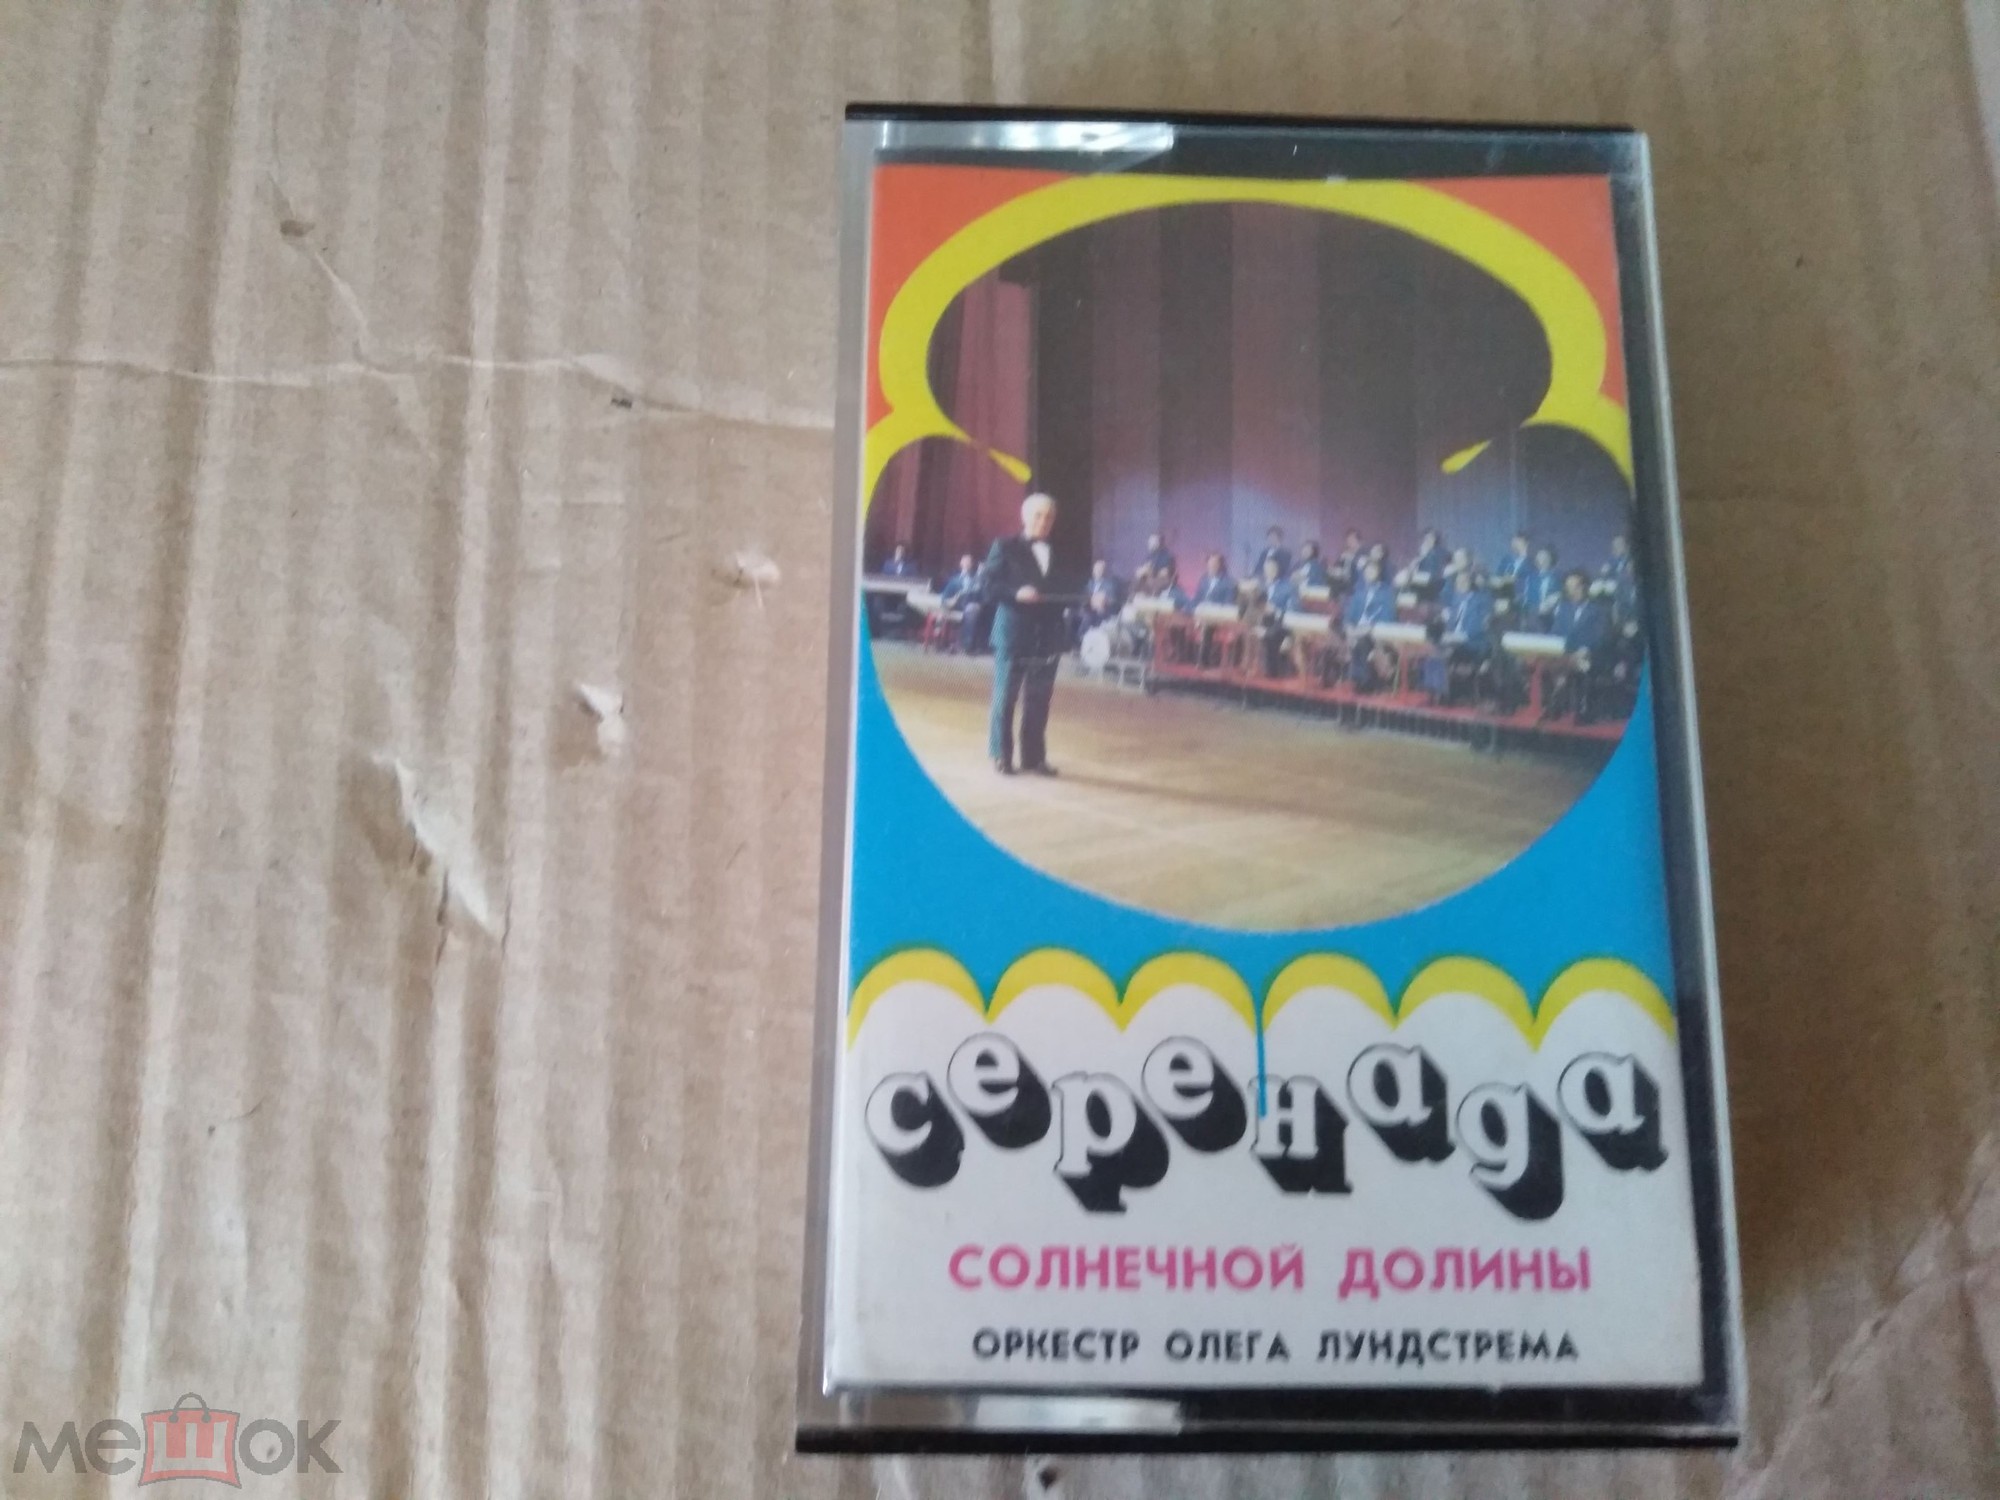 серенада
СОЛНЕЧНОЙ ДОЛИНЫ
ОРКЕСТР ОЛЕГА ЛУНДСТРЕМА
мешок